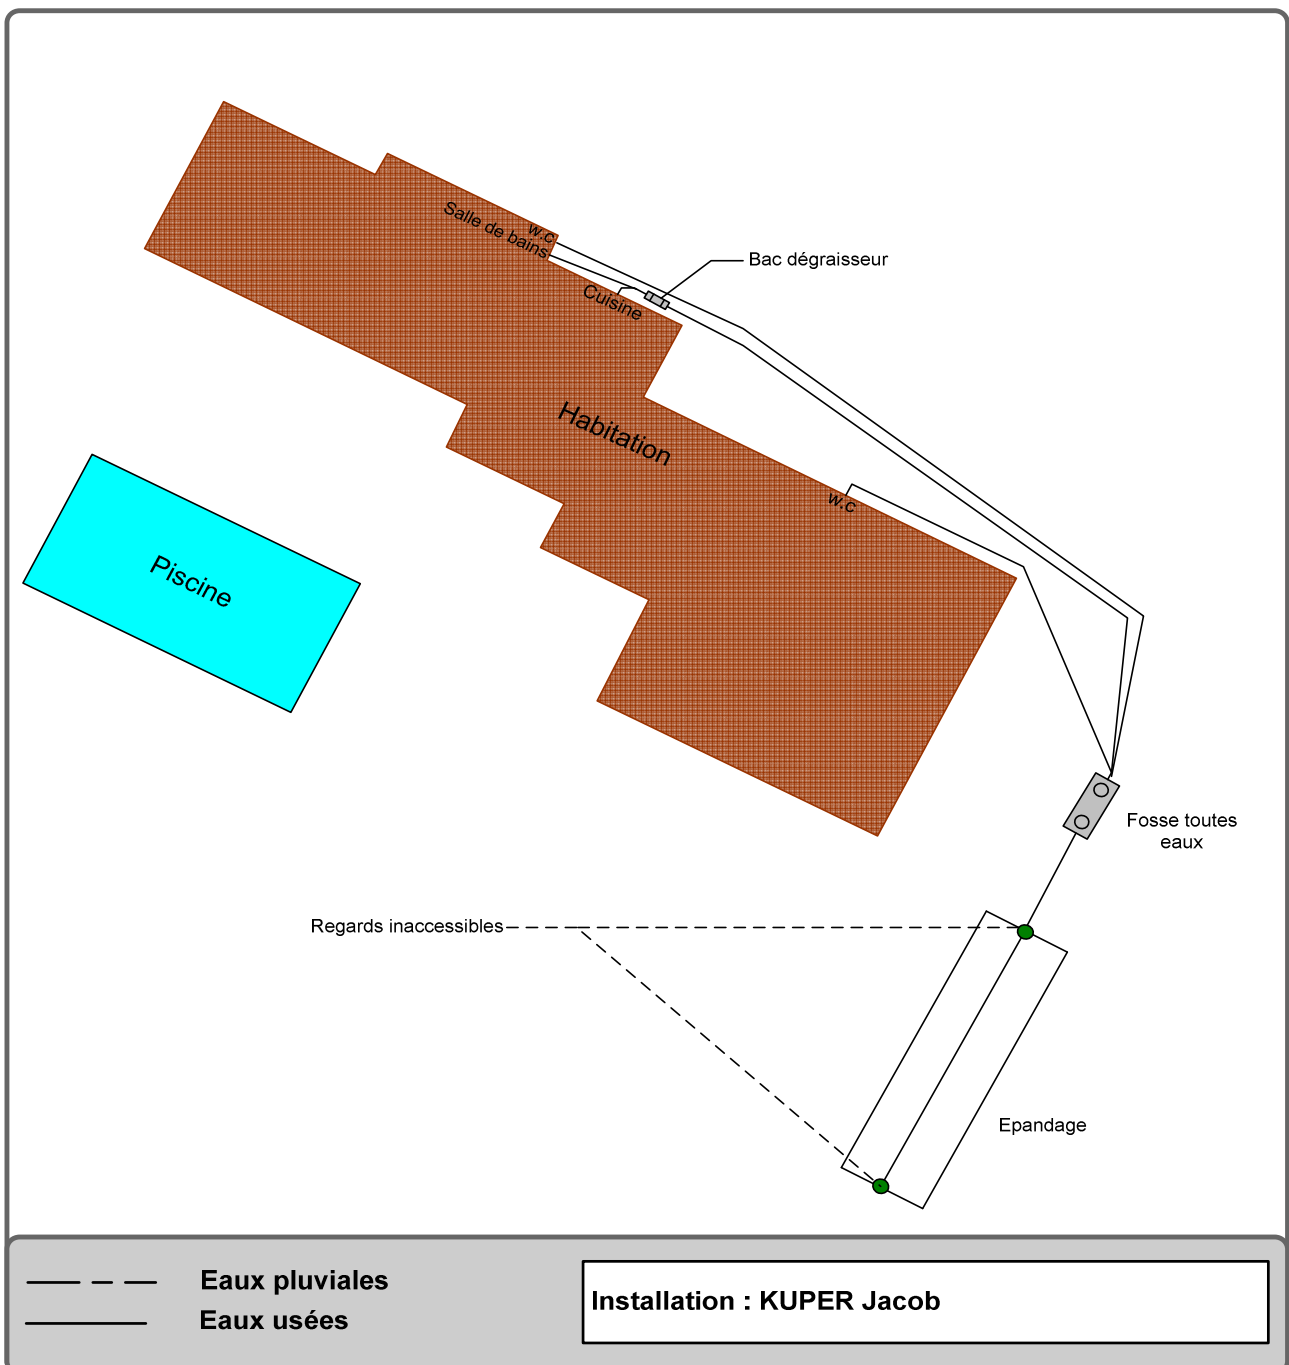 w.c
Salle de bains
Bac dégraisseur
Cuisine
Habitation
w.c
Piscine
Fosse toutes
eaux
Regards inaccessibles
Epandage
Eaux pluviales
Eaux usées
Installation : KUPER Jacob